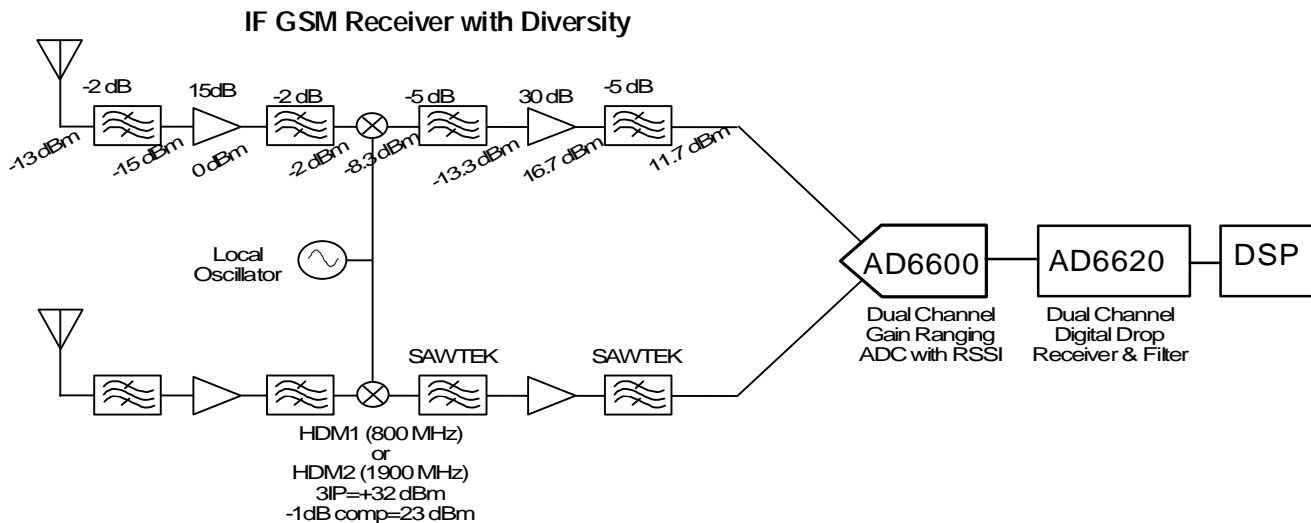 IF GSM Receiver with Diversity
-2 dB
15dB
-2 dB
-5 dB
30 dB
-5 dB
-13 dBm
-15 dBm
0 dBm
-2 dBm
-8.3 dBm
-13.3 dBm
16.7 dBm
11.7 dBm
Local
Oscillator
AD6600
AD6620
DSP
Dual Channel
Gain Ranging
ADC with RSSI
Dual Channel
Digital Drop
Receiver & Filter
SAWTEK
SAWTEK
HDM1 (800 MHz)
or
HDM2 (1900 MHz)
3IP=+32 dBm
-1dB comp=23 dBm